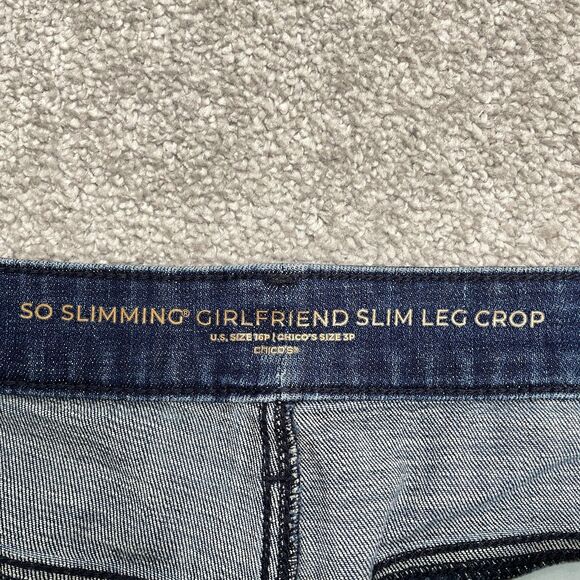 SO SLIMMING® GIRLFRIEND SLIM LEG CROP
U.S. SIZE 16P | CHICO'S SIZE 3P
CHICO'S®